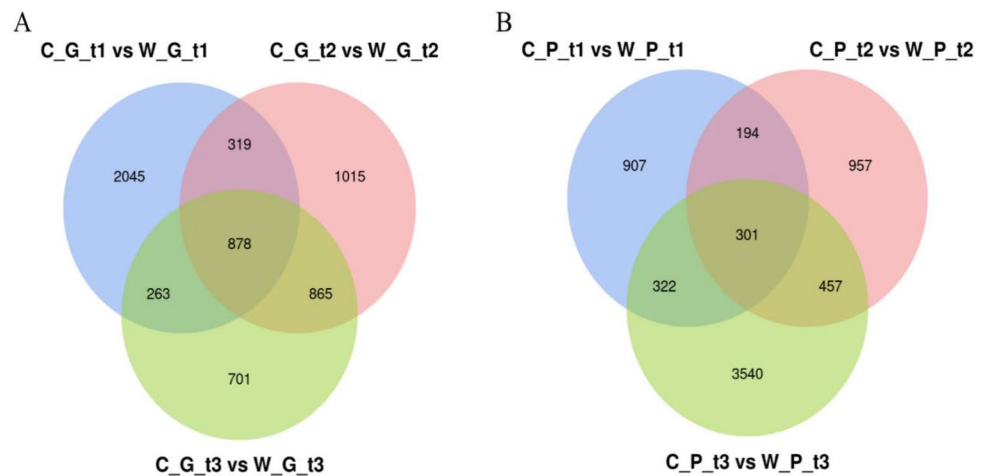 A
B
C_G_t1 vs W_G_t1
C_G_t2 vs W_G_t2
C_P_t1 vs W_P_t1
C_P_t2 vs W_P_t2
319
2045
1015
878
263
865
701
194
907
957
301
322
457
3540
C_G_t3 vs W_G_t3
C_P_t3 vs W_P_t3